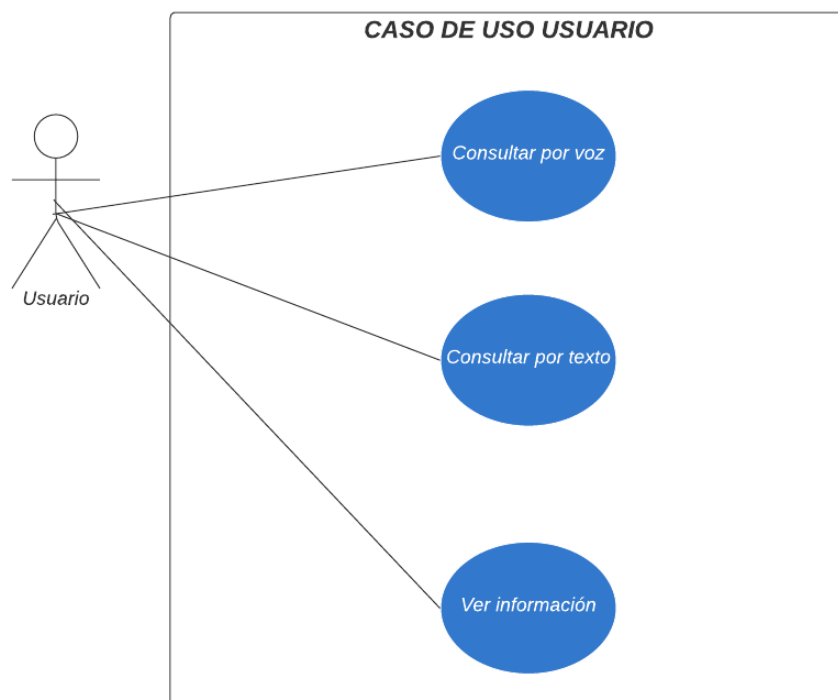 CASO DE USO USUARIO
Consultar por voz
Usuario
Consultar por texto
Ver información